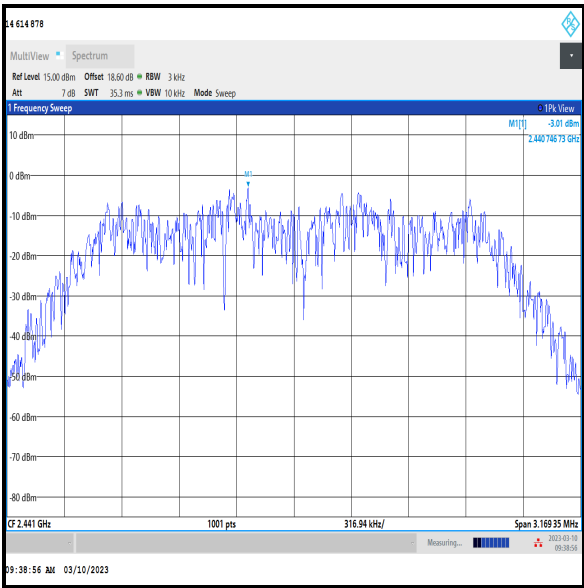 14 614 878
MultiView Spectrum
Ref Level 15.00 dBm Offset 18.60 dB RBW 3 kHz
Att 7 dB SWT 35.3 ms VBW 10 kHz Mode Sweep
1 Frequency Sweep 1Pk View
M1[1] -3.01 dBm
2.440 746 73 GHz
10 dBm
0 dBm
M1
-10 dBm
-20 dBm
-30 dBm
-40 dBm
-50 dBm
-60 dBm
-70 dBm
-80 dBm
CF 2.441 GHz 1001 pts 316.94 kHz/ Span 3.169 35 MHz
Measuring... 2023-03-10
09:38:56
09:38:56 AM 03/10/2023